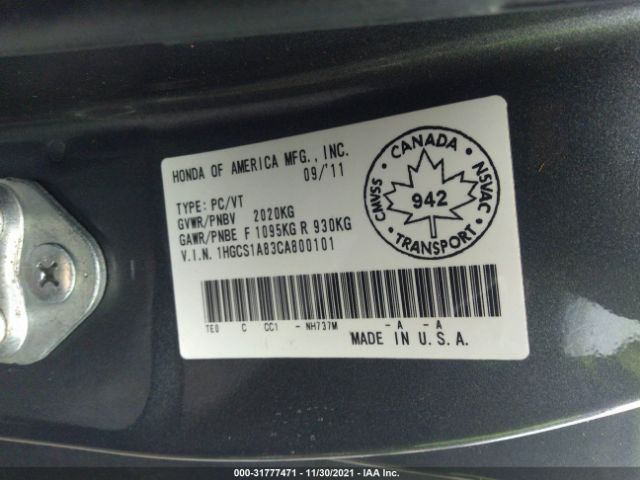 HONDA OF AMERICA MFG., INC.
09/'11
TYPE: PC/VT
GVWR/PNBV 2020KG
GAWR/PNBE F 1095KG R 930KG
V.I.N. 1HGCS1A83CA800101
CANADA
CMVSS
942
NSVAC
TRANSPORT
TE0 C CC1 - NH737M - A - A
MADE IN U.S.A.
000-31777471 - 11/30/2021 - IAA Inc.